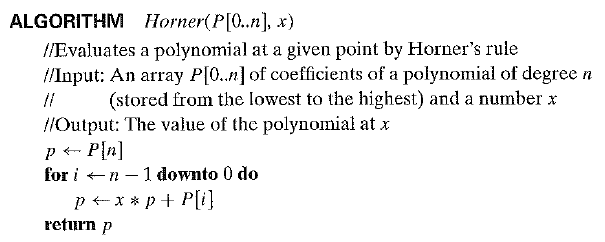 ALGORITHM Horner(P[0..n], x)
//Evaluates a polynomial at a given point by Horner's rule
//Input: An array P[0..n] of coefficients of a polynomial of degree n
// (stored from the lowest to the highest) and a number x
//Output: The value of the polynomial at x
p ← P[n]
for i ← n − 1 downto 0 do
p ← x * p + P[i]
return p